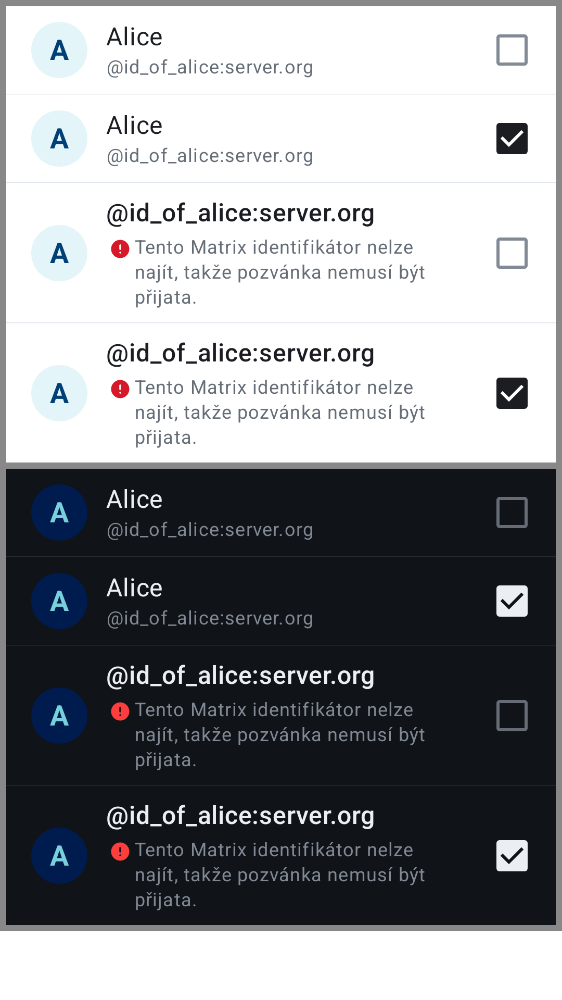 A
Alice
@id_of_alice:server.org
A
Alice
@id_of_alice:server.org
A
@id_of_alice:server.org
Tento Matrix identifikátor nelze
najít, takže pozvánka nemusí být
přijata.
A
@id_of_alice:server.org
Tento Matrix identifikátor nelze
najít, takže pozvánka nemusí být
přijata.
A
Alice
@id_of_alice:server.org
A
Alice
@id_of_alice:server.org
A
@id_of_alice:server.org
Tento Matrix identifikátor nelze
najít, takže pozvánka nemusí být
přijata.
A
@id_of_alice:server.org
Tento Matrix identifikátor nelze
najít, takže pozvánka nemusí být
přijata.